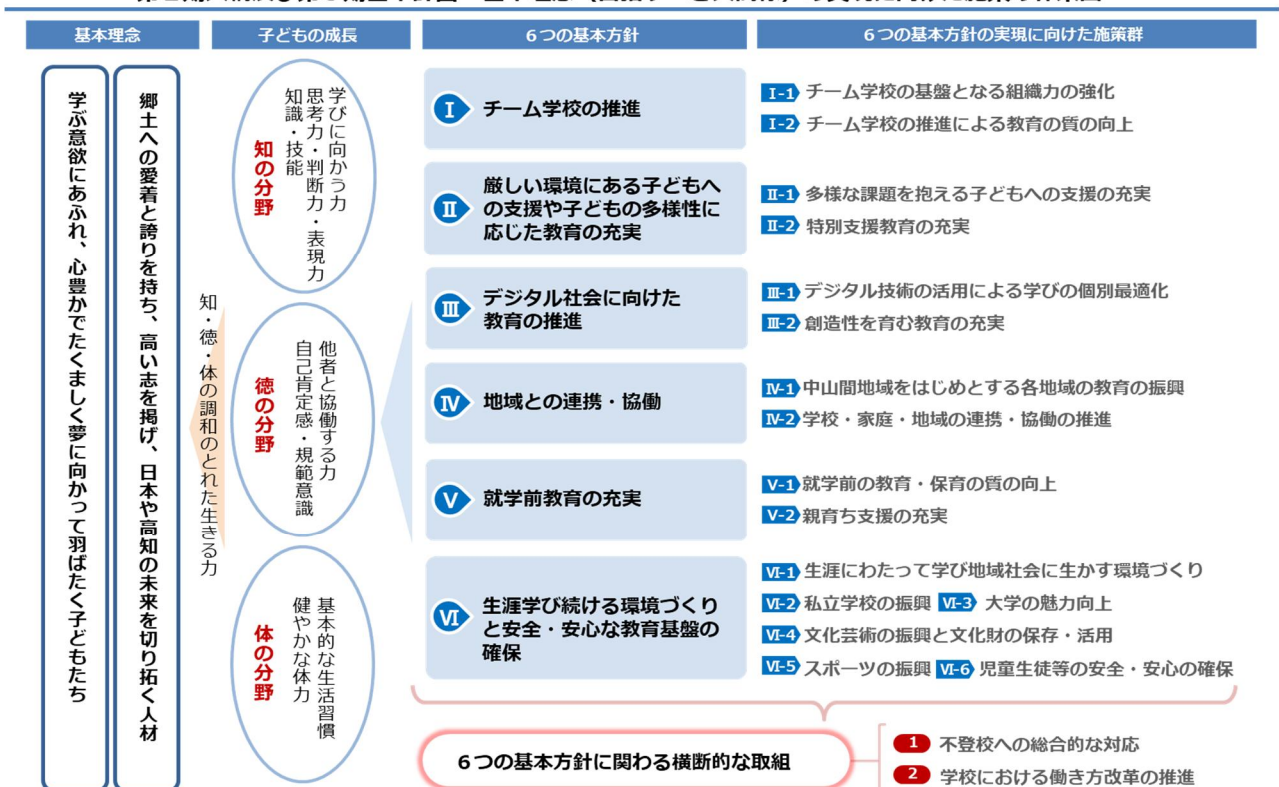 基本理念
子どもの成長
6つの基本方針
6つの基本方針の実現に向けた施策群
郷土への愛着と誇りを持ち、高い志を掲げ、日本や高知の未来を切り拓く人材
学ぶ意欲にあふれ、心豊かでたくましく夢に向かって羽ばたく子どもたち
知・徳・体の調和のとれた生きる力
学びに向かう力
思考力・判断力・表現力
知識・技能
知の分野
他者と協働する力
自己肯定感・規範意識
徳の分野
基本的な生活習慣
健やかな体力
体の分野
Ⅰ チーム学校の推進
Ⅰ-1 チーム学校の基盤となる組織力の強化
Ⅰ-2 チーム学校の推進による教育の質の向上
Ⅱ 厳しい環境にある子どもへ
の支援や子どもの多様性に
応じた教育の充実
Ⅱ-1 多様な課題を抱える子どもへの支援の充実
Ⅱ-2 特別支援教育の充実
Ⅲ デジタル社会に向けた
教育の推進
Ⅲ-1 デジタル技術の活用による学びの個別最適化
Ⅲ-2 創造性を育む教育の充実
Ⅳ 地域との連携・協働
Ⅳ-1 中山間地域をはじめとする各地域の教育の振興
Ⅳ-2 学校・家庭・地域の連携・協働の推進
Ⅴ 就学前教育の充実
Ⅴ-1 就学前の教育・保育の質の向上
Ⅴ-2 親育ち支援の充実
Ⅵ 生涯学び続ける環境づくり
と安全・安心な教育基盤の
確保
Ⅵ-1 生涯にわたって学び地域社会に生かす環境づくり
Ⅵ-2 私立学校の振興 Ⅵ-3 大学の魅力向上
Ⅵ-4 文化芸術の振興と文化財の保存・活用
Ⅵ-5 スポーツの振興 Ⅵ-6 児童生徒等の安全・安心の確保
6つの基本方針に関わる横断的な取組
1 不登校への総合的な対応
2 学校における働き方改革の推進